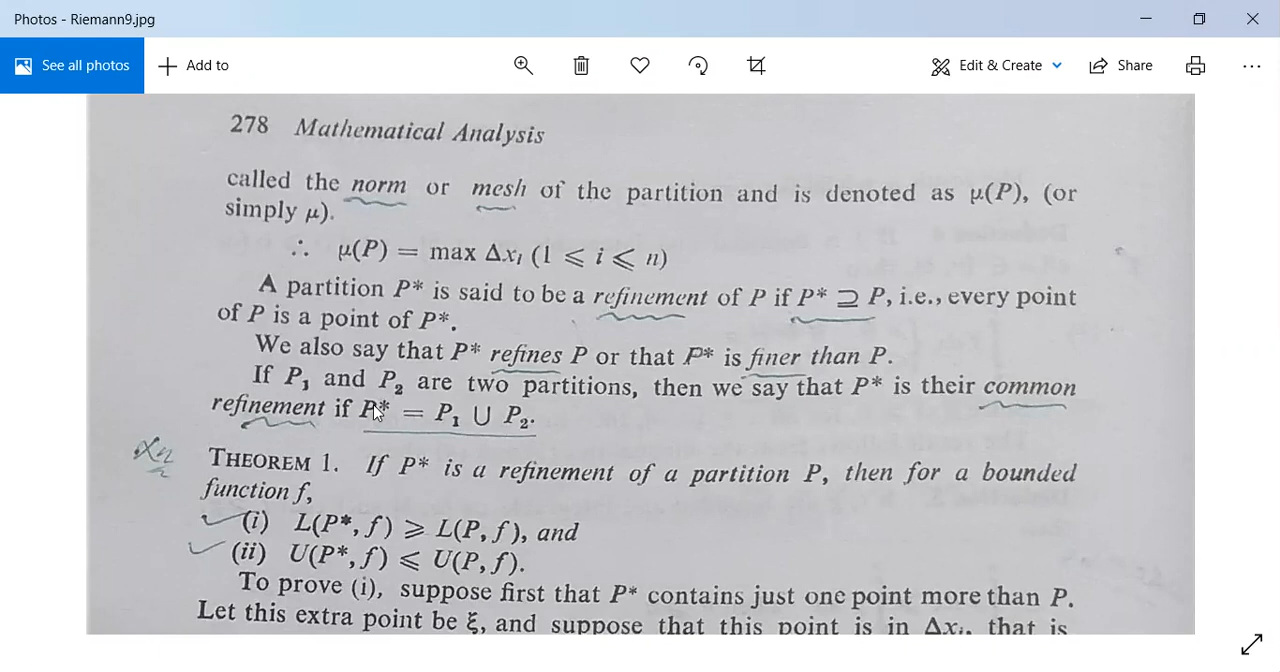 Photos - Riemann9.jpg
See all photos
Add to
Edit & Create
Share
278 Mathematical Analysis
called the norm or mesh of the partition and is denoted as μ(P), (or
simply μ).
∴ μ(P) = max Δxᵢ (1 ⩽ i ⩽ n)
A partition P* is said to be a refinement of P if P* ⊇ P, i.e., every point
of P is a point of P*.
We also say that P* refines P or that P* is finer than P.
If P₁ and P₂ are two partitions, then we say that P* is their common
refinement if P* = P₁ ∪ P₂.
THEOREM 1. If P* is a refinement of a partition P, then for a bounded
function f,
(i) L(P*, f) ⩾ L(P, f), and
(ii) U(P*, f) ⩽ U(P, f).
To prove (i), suppose first that P* contains just one point more than P.
Let this extra point be ξ, and suppose that this point is in Δxᵢ, that is